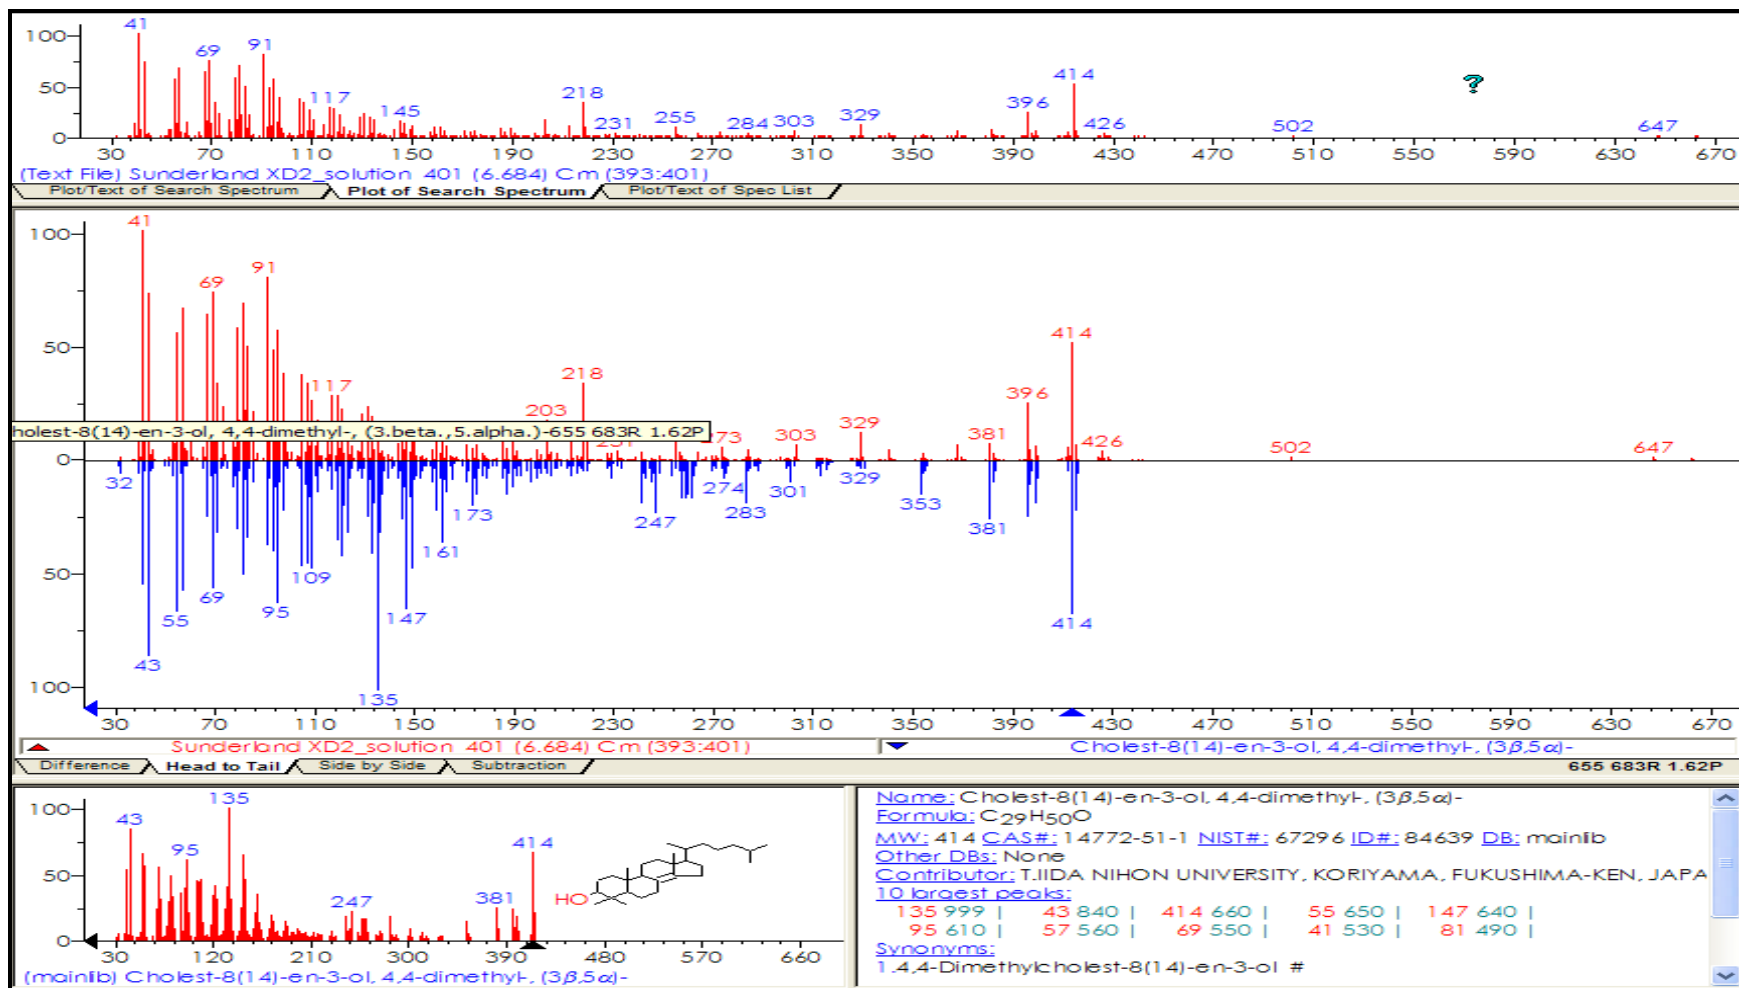 41
100
91
69
414
50
218
396
117
145
329
255
303
231
284
426
502
647
0
30 70 110 150 190 230 270 310 350 390 430 470 510 550 590 630 670
(Text File) Sunderland XD2_solution 401 (6.684) Cm (393:401)
Plot/Text of Search Spectrum Plot of Search Spectrum Plot/Text of Spec List
41
100
91
69
50
414
218
396
117
203
holest-8(14)-en-3-ol, 4,4-dimethyl-, (3.beta.,5.alpha.)-655 683R 1.62P
273 303 329 381 426 502 647
0
32
274 301 329 353
173 247 283 381
161
50
109
69
55 95 147 414
43
100
135
30 70 110 150 190 230 270 310 350 390 430 470 510 550 590 630 670
Sunderland XD2_solution 401 (6.684) Cm (393:401) Cholest-8(14)-en-3-ol, 4,4-dimethyl-, (3β,5α)-
Difference Head to Tail Side by Side Subtraction 655 683R 1.62P
135
100
43
95
414
50
247
381
HO
0
30 120 210 300 390 480 570 660
(mainlib) Cholest-8(14)-en-3-ol, 4,4-dimethyl-, (3β,5α)-
Name: Cholest-8(14)-en-3-ol, 4,4-dimethyl-, (3β,5α)-
Formula: C29H50O
MW: 414 CAS#: 14772-51-1 NIST#: 67296 ID#: 84639 DB: mainlib
Other DBs: None
Contributor: T.IIDA NIHON UNIVERSITY, KORIYAMA, FUKUSHIMA-KEN, JAPA
10 largest peaks:
135 999 | 43 840 | 414 660 | 55 650 | 147 640 |
95 610 | 57 560 | 69 550 | 41 530 | 81 490 |
Synonyms:
1.4,4-Dimethylcholest-8(14)-en-3-ol #